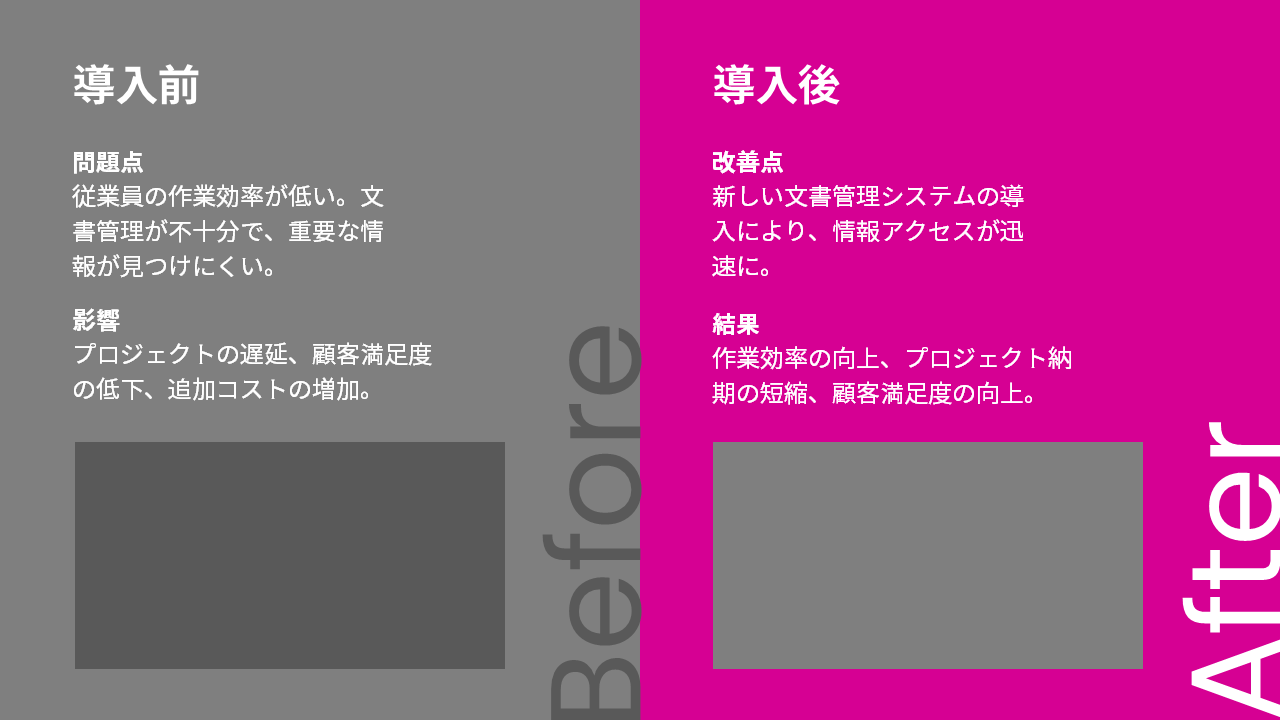 導入前
問題点
従業員の作業効率が低い。文
書管理が不十分で、重要な情
報が見つけにくい。
影響
プロジェクトの遅延、顧客満足度
の低下、追加コストの増加。
Before
導入後
改善点
新しい文書管理システムの導
入により、情報アクセスが迅
速に。
結果
作業効率の向上、プロジェクト納
期の短縮、顧客満足度の向上。
After